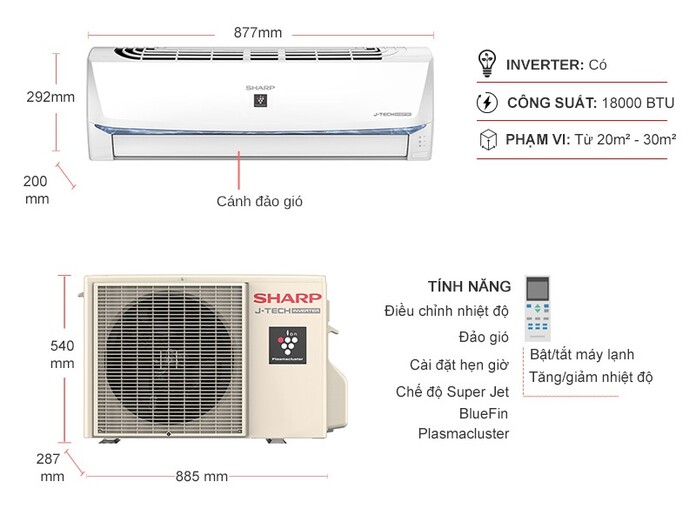 877mm
292mm
200
mm
SHARP
J-TECH INVERTER
Cánh đảo gió
INVERTER: Có
CÔNG SUẤT: 18000 BTU
PHẠM VI: Từ 20m² - 30m²
540
mm
287
mm
885 mm
SHARP
J-TECH INVERTER
Ion
Plasmacluster
TÍNH NĂNG
Điều chỉnh nhiệt độ
Đảo gió
Cài đặt hẹn giờ
Chế độ Super Jet
BlueFin
Plasmacluster
Bật/tắt máy lạnh
Tăng/giảm nhiệt độ